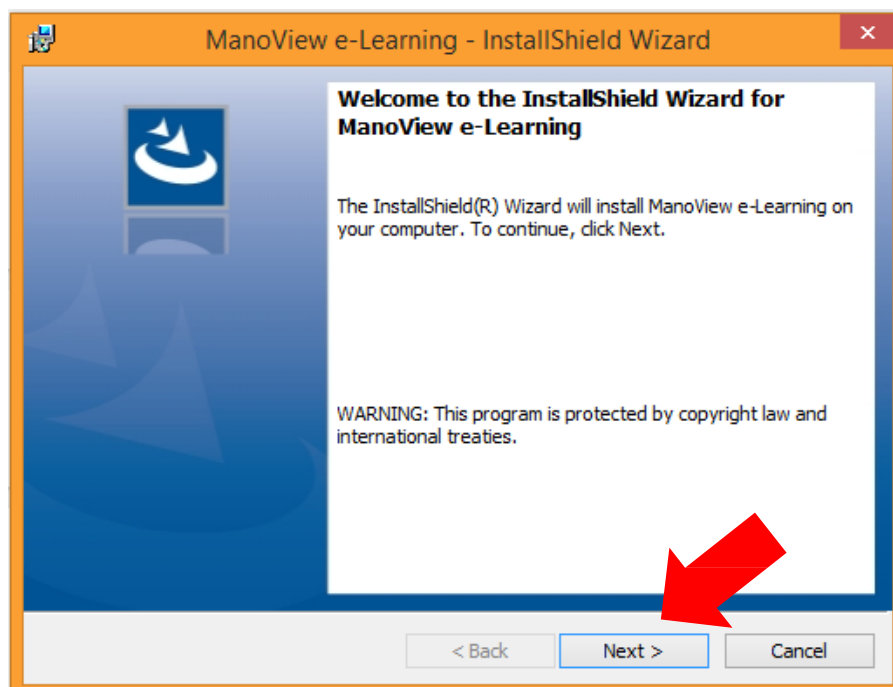 ManoView e-Learning - InstallShield Wizard
Welcome to the InstallShield Wizard for
ManoView e-Learning
The InstallShield(R) Wizard will install ManoView e-Learning on
your computer. To continue, click Next.
WARNING: This program is protected by copyright law and
international treaties.
< Back Next > Cancel